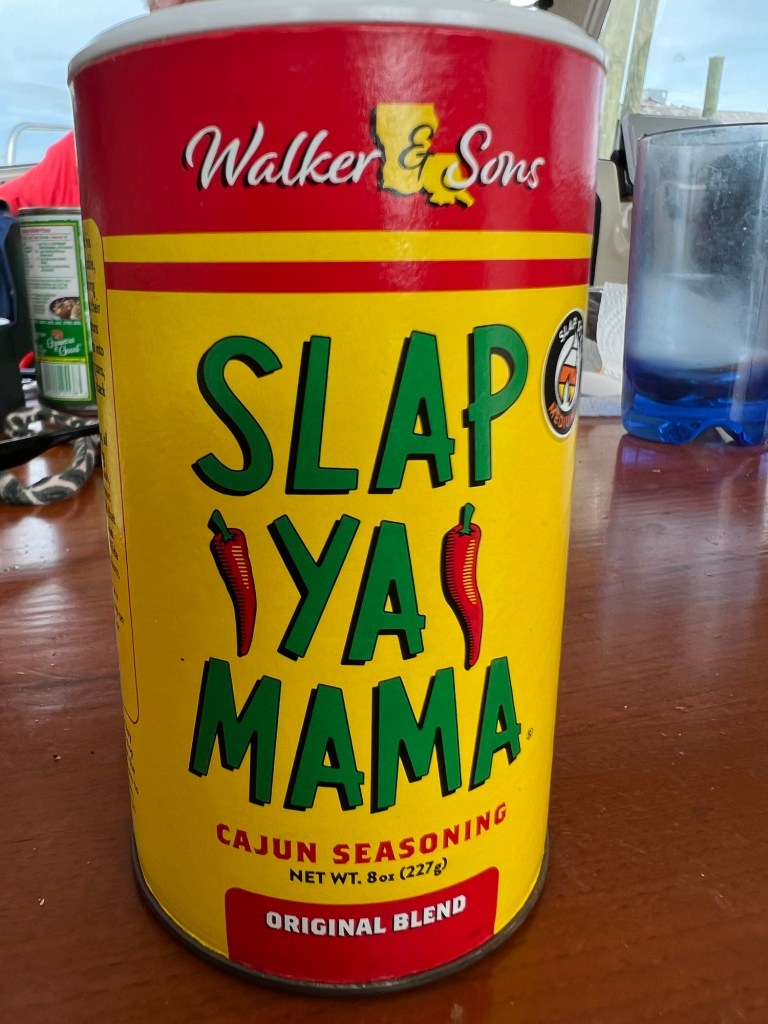 Walker & Sons
SLAP
YA
MAMA®
CAJUN SEASONING
NET WT. 8oz (227g)
ORIGINAL BLEND